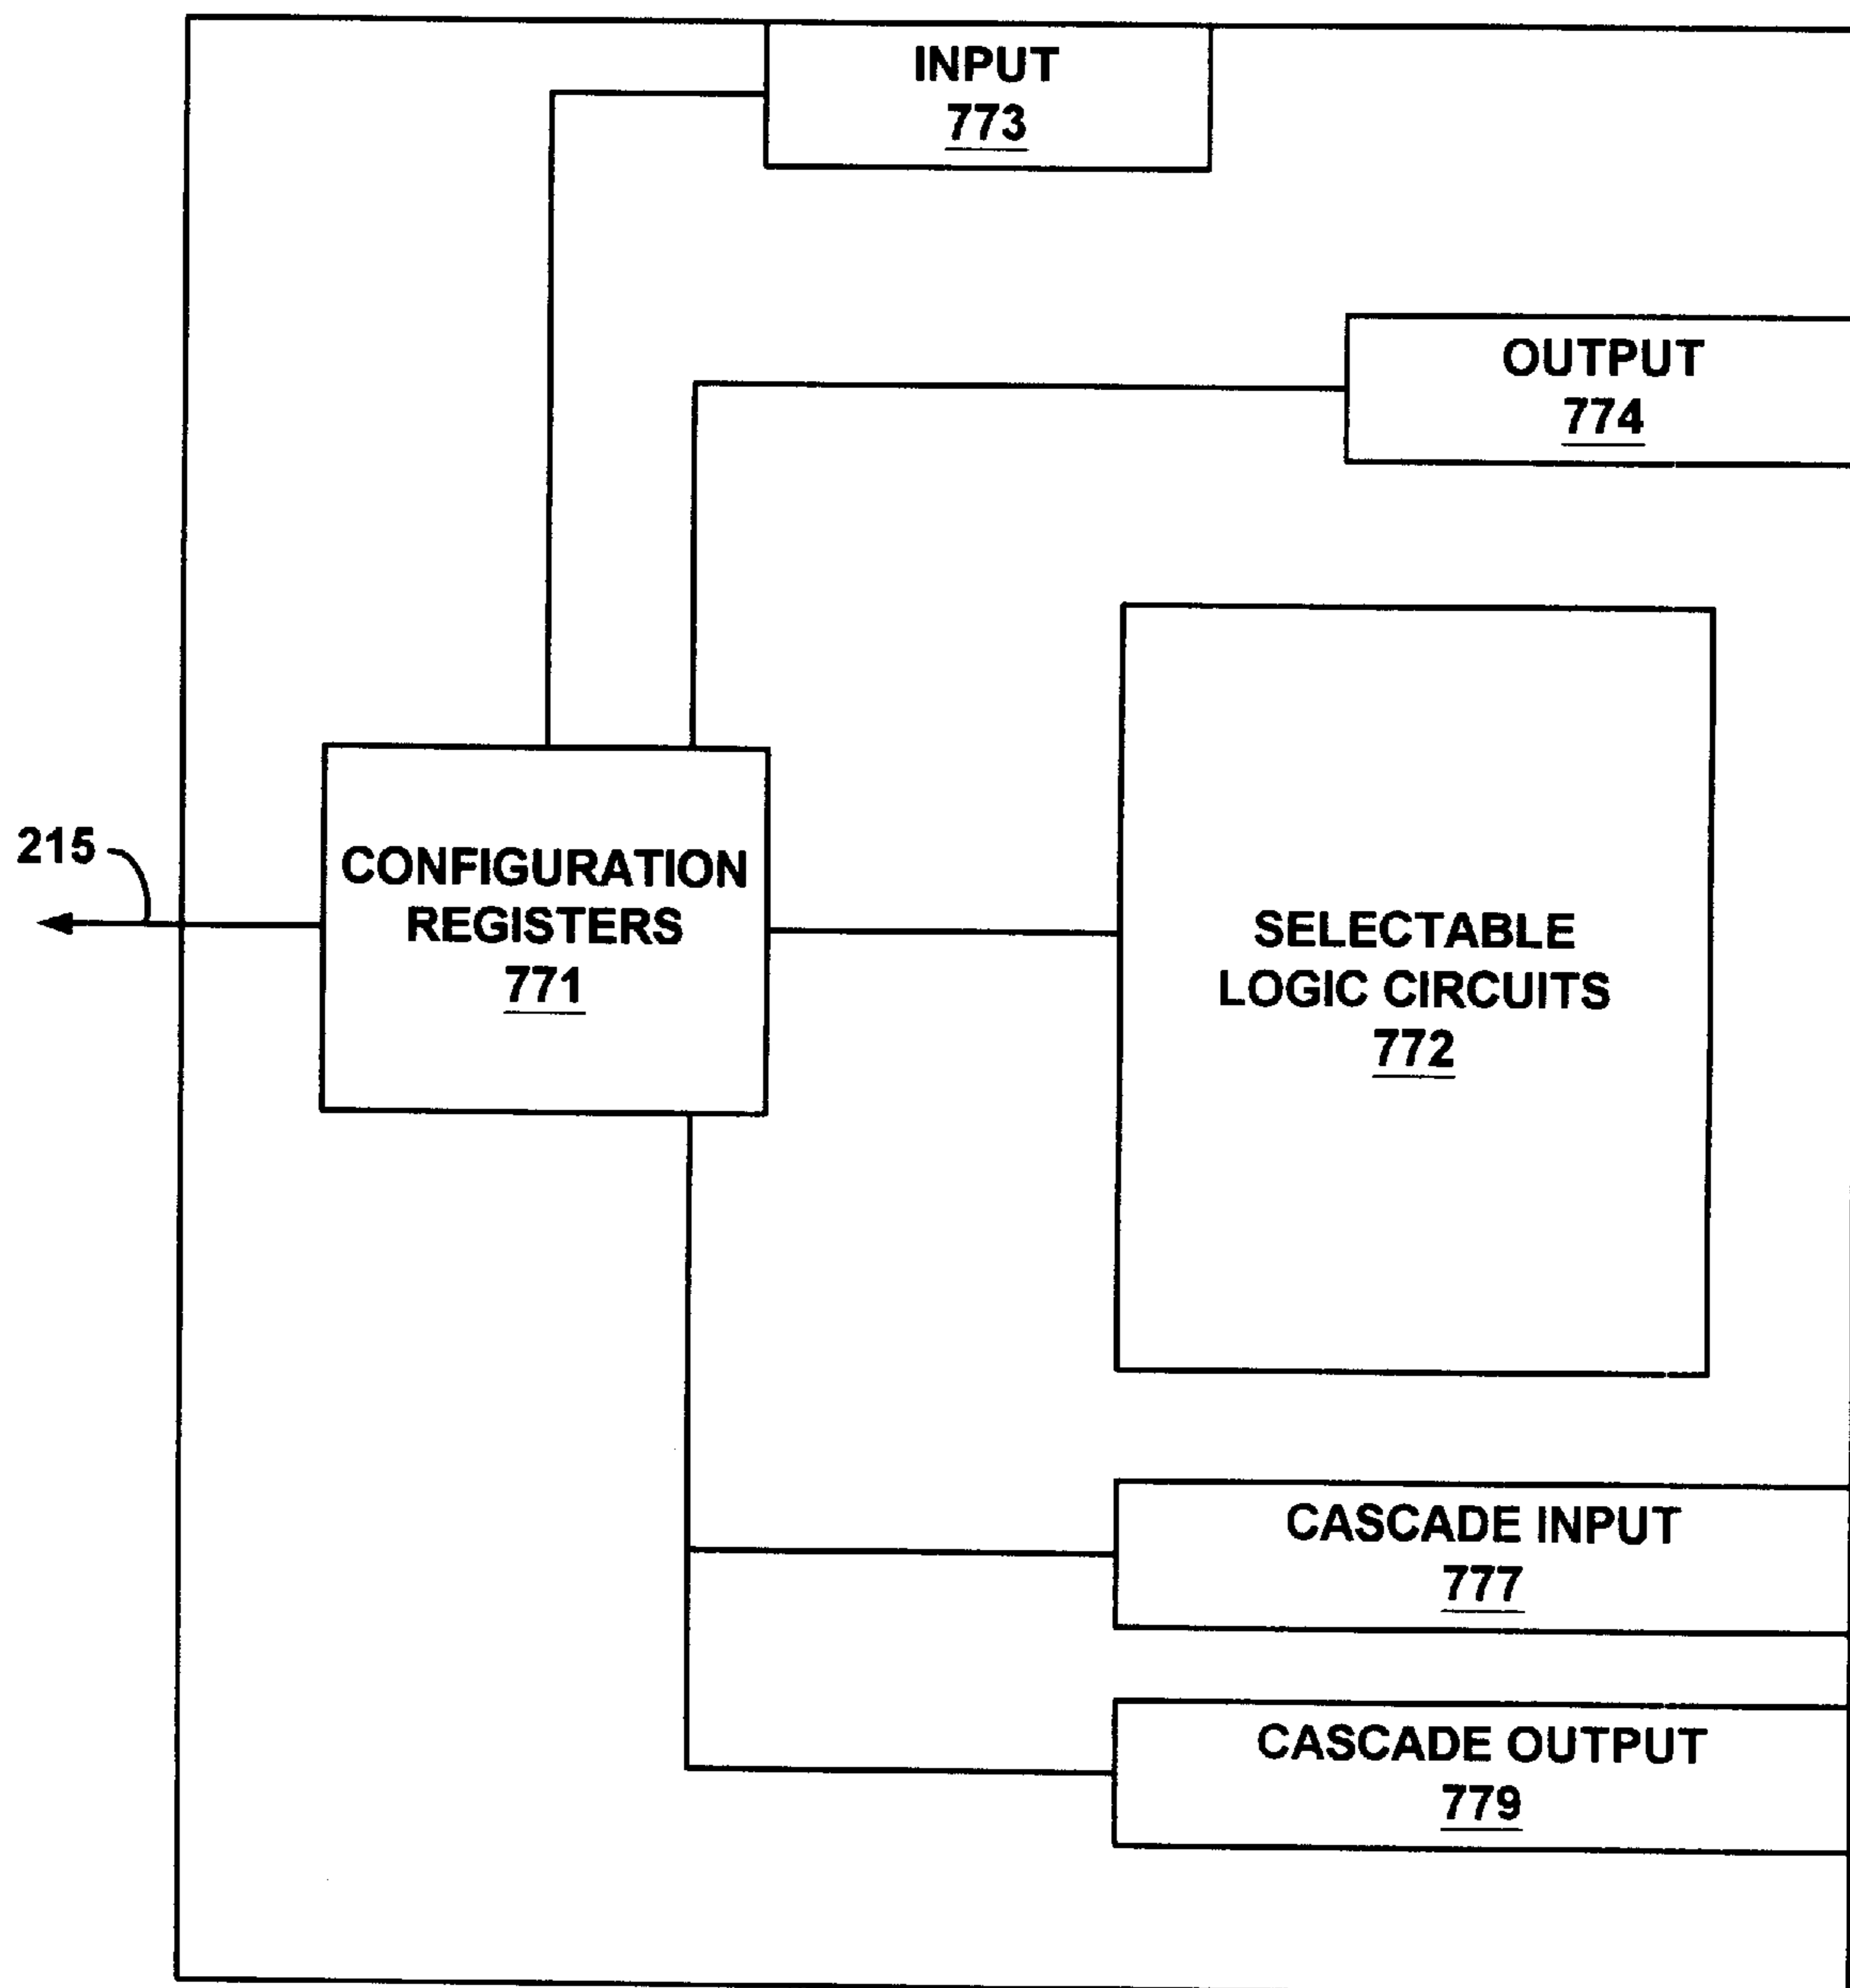 INPUT
773
OUTPUT
774
215
CONFIGURATION
REGISTERS
771
SELECTABLE
LOGIC CIRCUITS
772
CASCADE INPUT
777
CASCADE OUTPUT
779